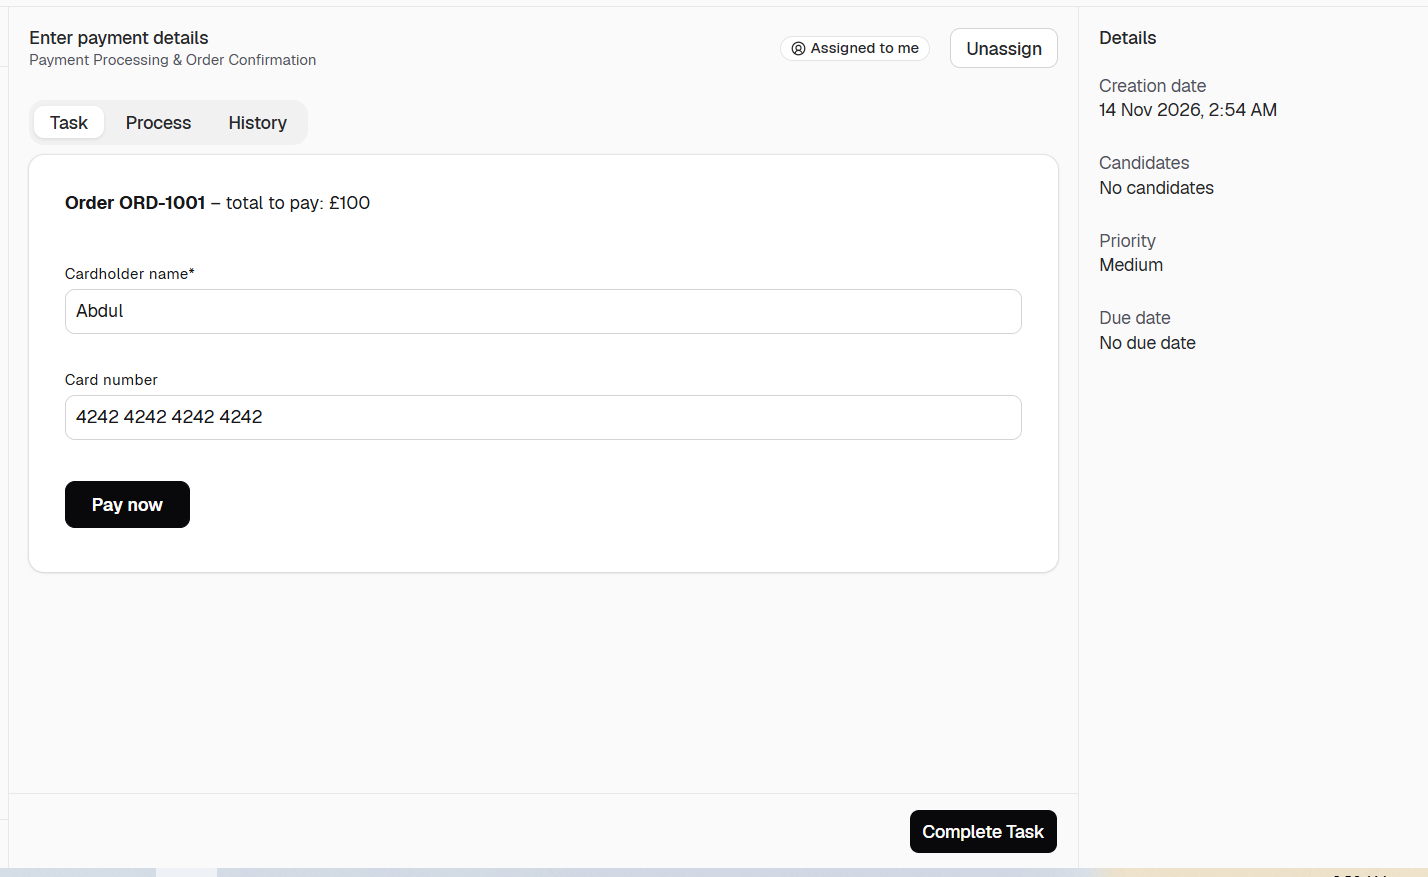 Enter payment details
Payment Processing & Order Confirmation
Assigned to me
Unassign
Task
Process
History
Order ORD-1001 – total to pay: £100
Cardholder name*
Abdul
Card number
4242 4242 4242 4242
Pay now
Complete Task
Details
Creation date
14 Nov 2026, 2:54 AM
Candidates
No candidates
Priority
Medium
Due date
No due date